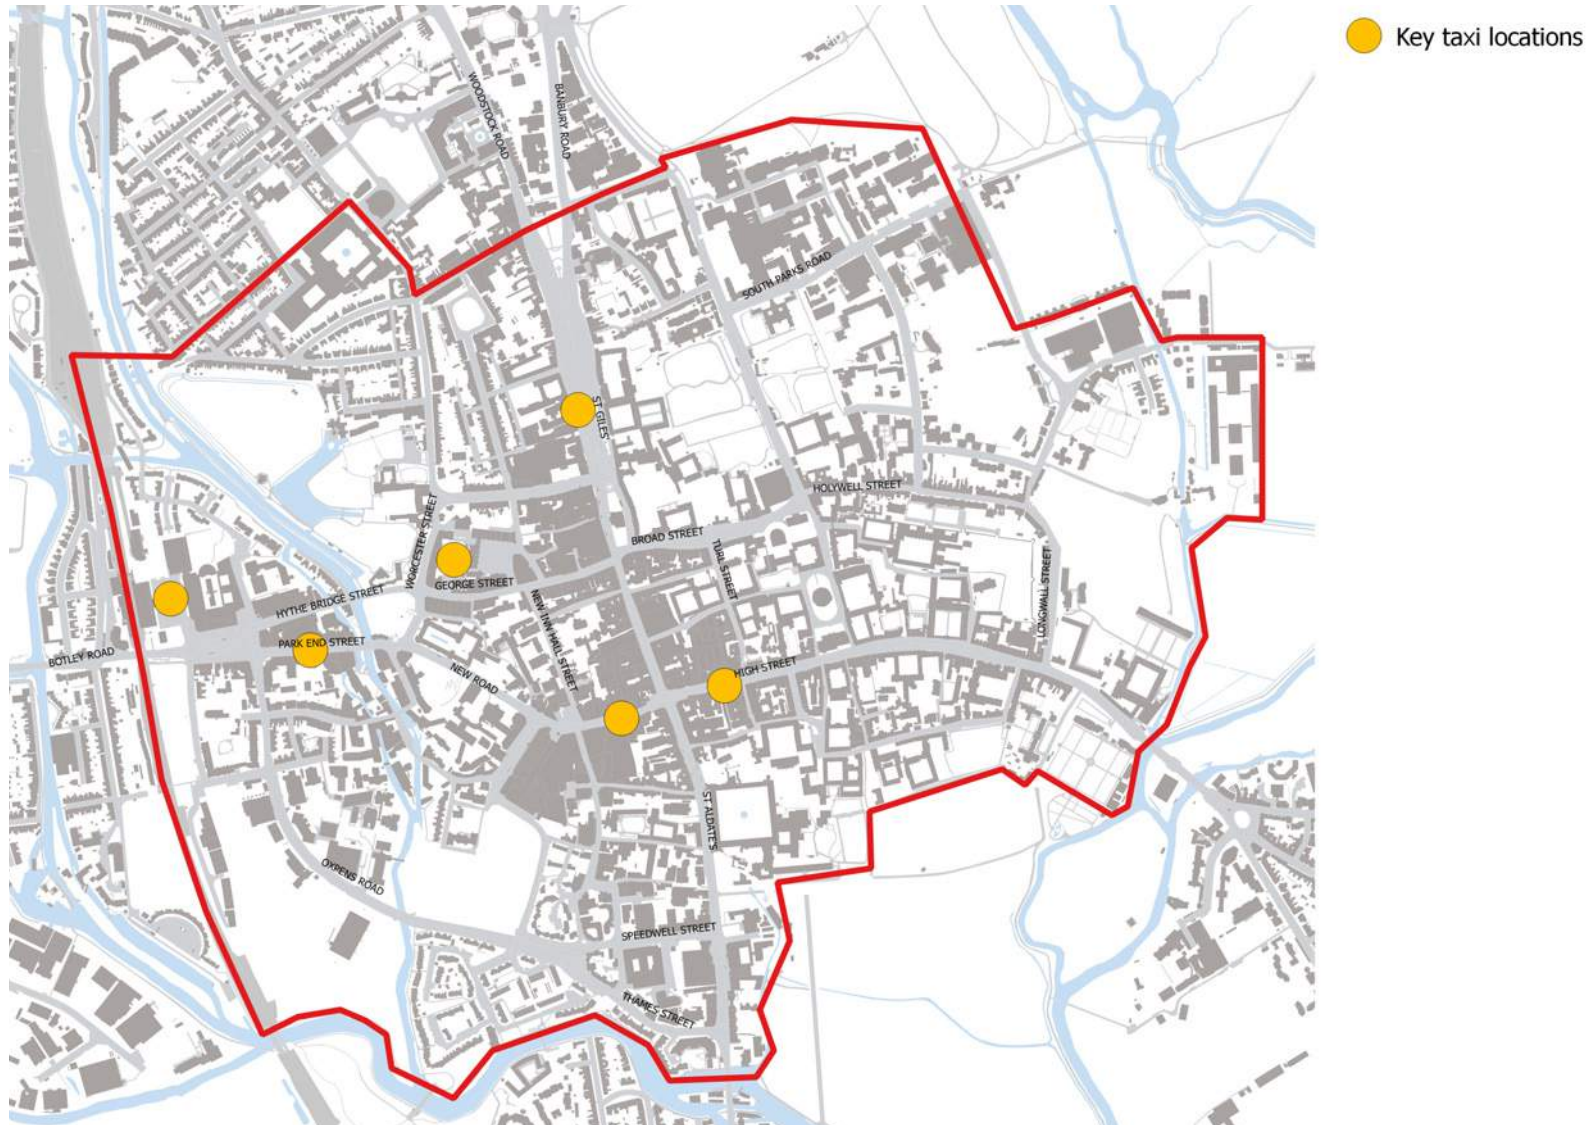 Key taxi locations
WOODSTOCK ROAD
BANBURY ROAD
SOUTH PARKS ROAD
ST GILES'
HOLYWELL STREET
WORCESTER STREET
BROAD STREET
TURL STREET
GEORGE STREET
HYTHE BRIDGE STREET
NEW INN HALL STREET
LONGWALL STREET
PARK END STREET
BOTLEY ROAD
NEW ROAD
HIGH STREET
ST ALDATE'S
OXPENS ROAD
SPEEDWELL STREET
THAMES STREET